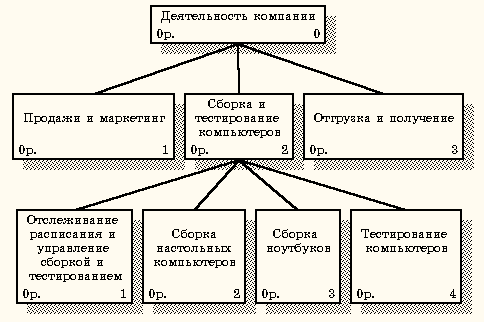 Деятельность компании
0р. 0
Продажи и маркетинг
0р. 1
Сборка и
тестирование
компьютеров
0р. 2
Отгрузка и получение
0р. 3
Отслеживание
расписания и
управление
сборкой и
тестированием
0р. 1
Сборка
настольных
компьютеров
0р. 2
Сборка
ноутбуков
0р. 3
Тестирование
компьютеров
0р. 4